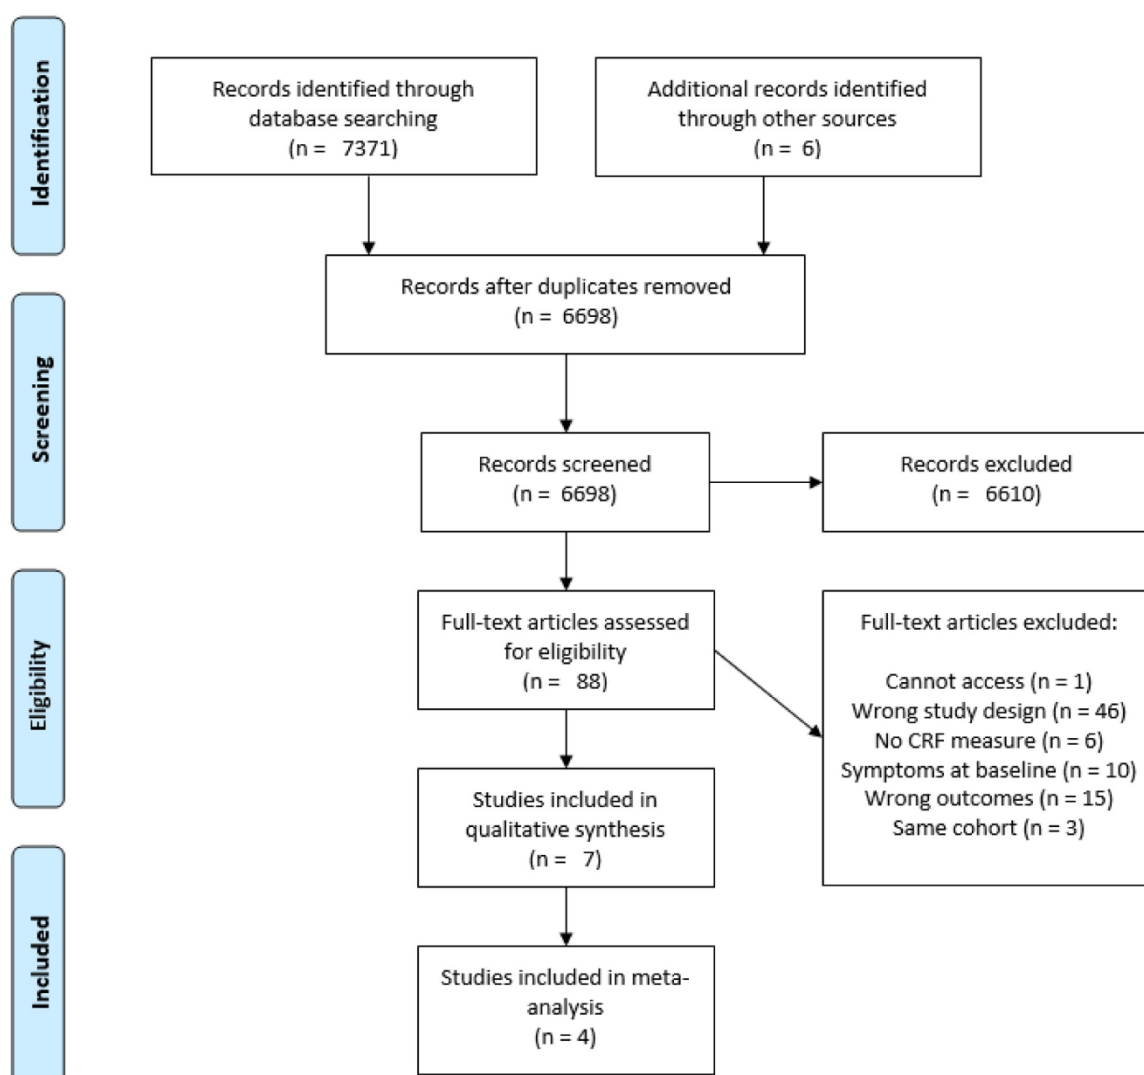 Identification
Records identified through
database searching
(n = 7371)
Additional records identified
through other sources
(n = 6)
Records after duplicates removed
(n = 6698)
Screening
Records screened
(n = 6698)
Records excluded
(n = 6610)
Eligibility
Full-text articles assessed
for eligibility
(n = 88)
Full-text articles excluded:
Cannot access (n = 1)
Wrong study design (n = 46)
No CRF measure (n = 6)
Symptoms at baseline (n = 10)
Wrong outcomes (n = 15)
Same cohort (n = 3)
Studies included in
qualitative synthesis
(n = 7)
Included
Studies included in meta-
analysis
(n = 4)